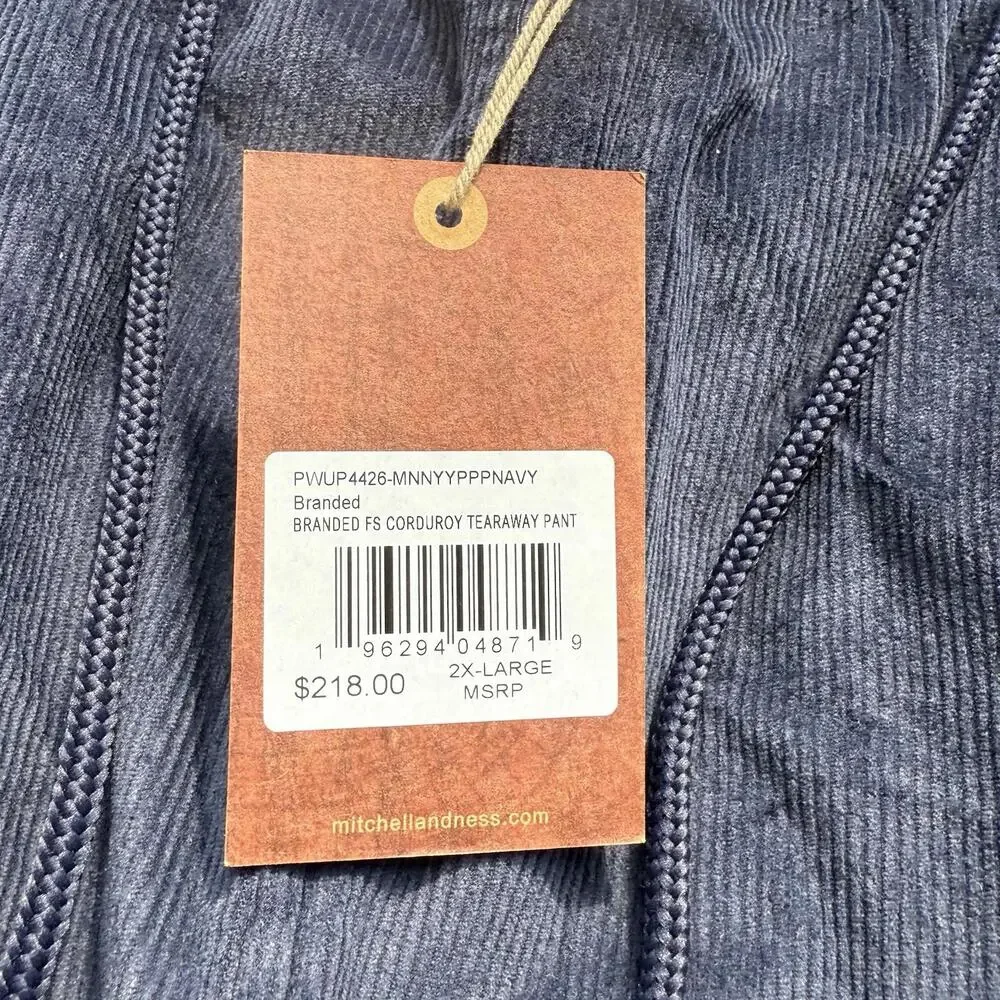 PWUP4426-MNNYYPPPNAVY
Branded
BRANDED FS CORDUROY TEARAWAY PANT
1 96294 04871 9
$218.00 2X-LARGE
MSRP
mitchellandness.com